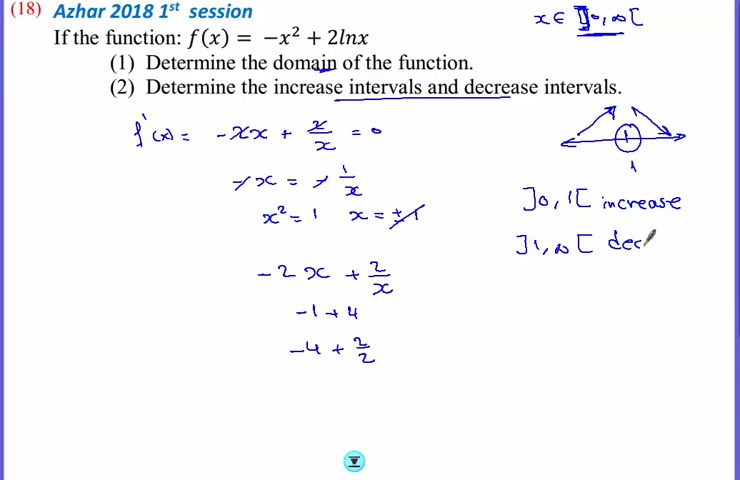 (18) Azhar 2018 1st session
x ∈ ]0, ∞[
If the function: f(x) = −x² + 2lnx
(1) Determine the domain of the function.
(2) Determine the increase intervals and decrease intervals.
f'(x) = -2x + 2/x = 0
1
1
-x = -1/x
x² = 1 x = ±1
]0, 1[ increase
]1, ∞[ dec
-2x + 2/x
-1 + 4
-4 + 2/2